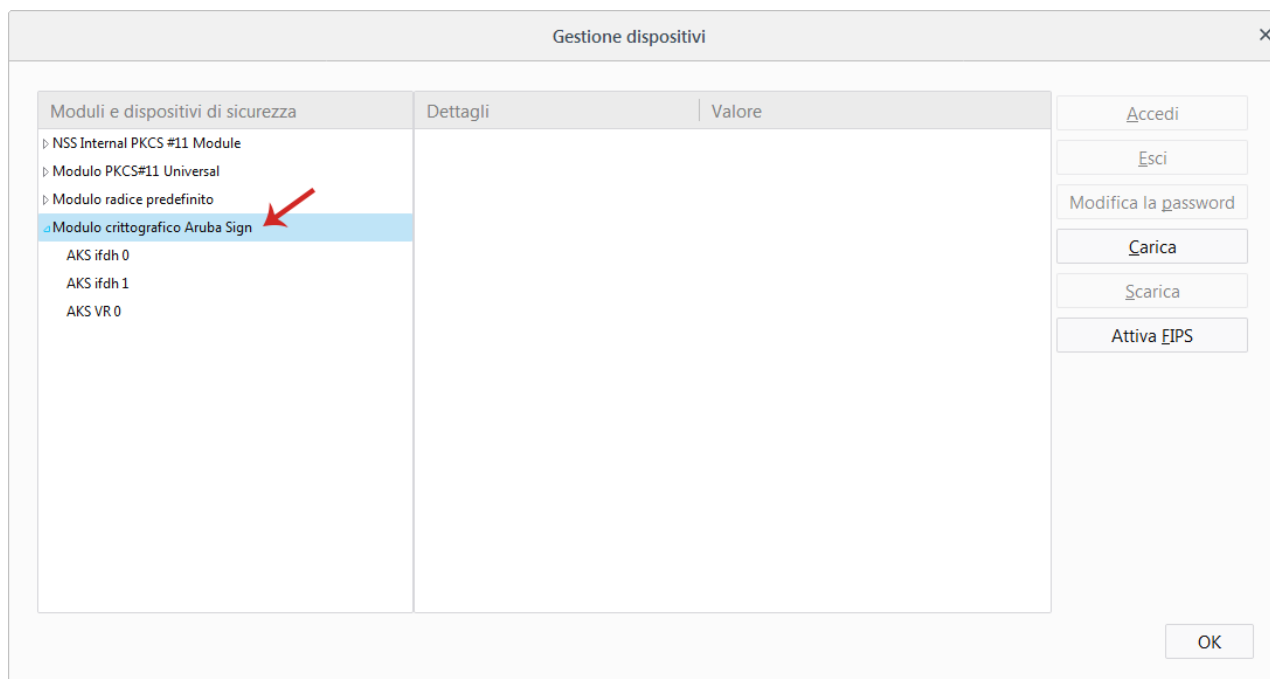 Gestione dispositivi
Moduli e dispositivi di sicurezza
Dettagli
Valore
NSS Internal PKCS #11 Module
Modulo PKCS#11 Universal
Modulo radice predefinito
Modulo crittografico Aruba Sign
AKS ifdh 0
AKS ifdh 1
AKS VR 0
Accedi
Esci
Modifica la password
Carica
Scarica
Attiva FIPS
OK